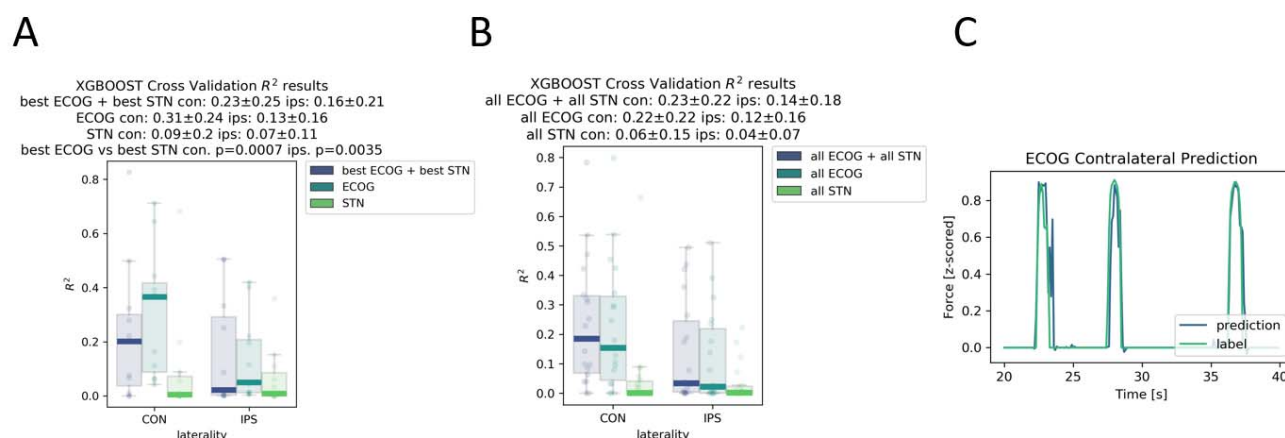 A
XGBOOST Cross Validation R² results
best ECOG + best STN con: 0.23±0.25 ips: 0.16±0.21
ECOG con: 0.31±0.24 ips: 0.13±0.16
STN con: 0.09±0.2 ips: 0.07±0.11
best ECOG vs best STN con. p=0.0007 ips. p=0.0035
best ECOG + best STN
ECOG
STN
0.8
0.6
0.4
0.2
0.0
R²
CON IPS
laterality
B
XGBOOST Cross Validation R² results
all ECOG + all STN con: 0.23±0.22 ips: 0.14±0.18
all ECOG con: 0.22±0.22 ips: 0.12±0.16
all STN con: 0.06±0.15 ips: 0.04±0.07
all ECOG + all STN
all ECOG
all STN
0.8
0.7
0.6
0.5
0.4
0.3
0.2
0.1
0.0
R²
CON IPS
laterality
C
ECOG Contralateral Prediction
Force [z-scored]
0.8
0.6
0.4
0.2
0.0
prediction
label
20 25 30 35 40
Time [s]